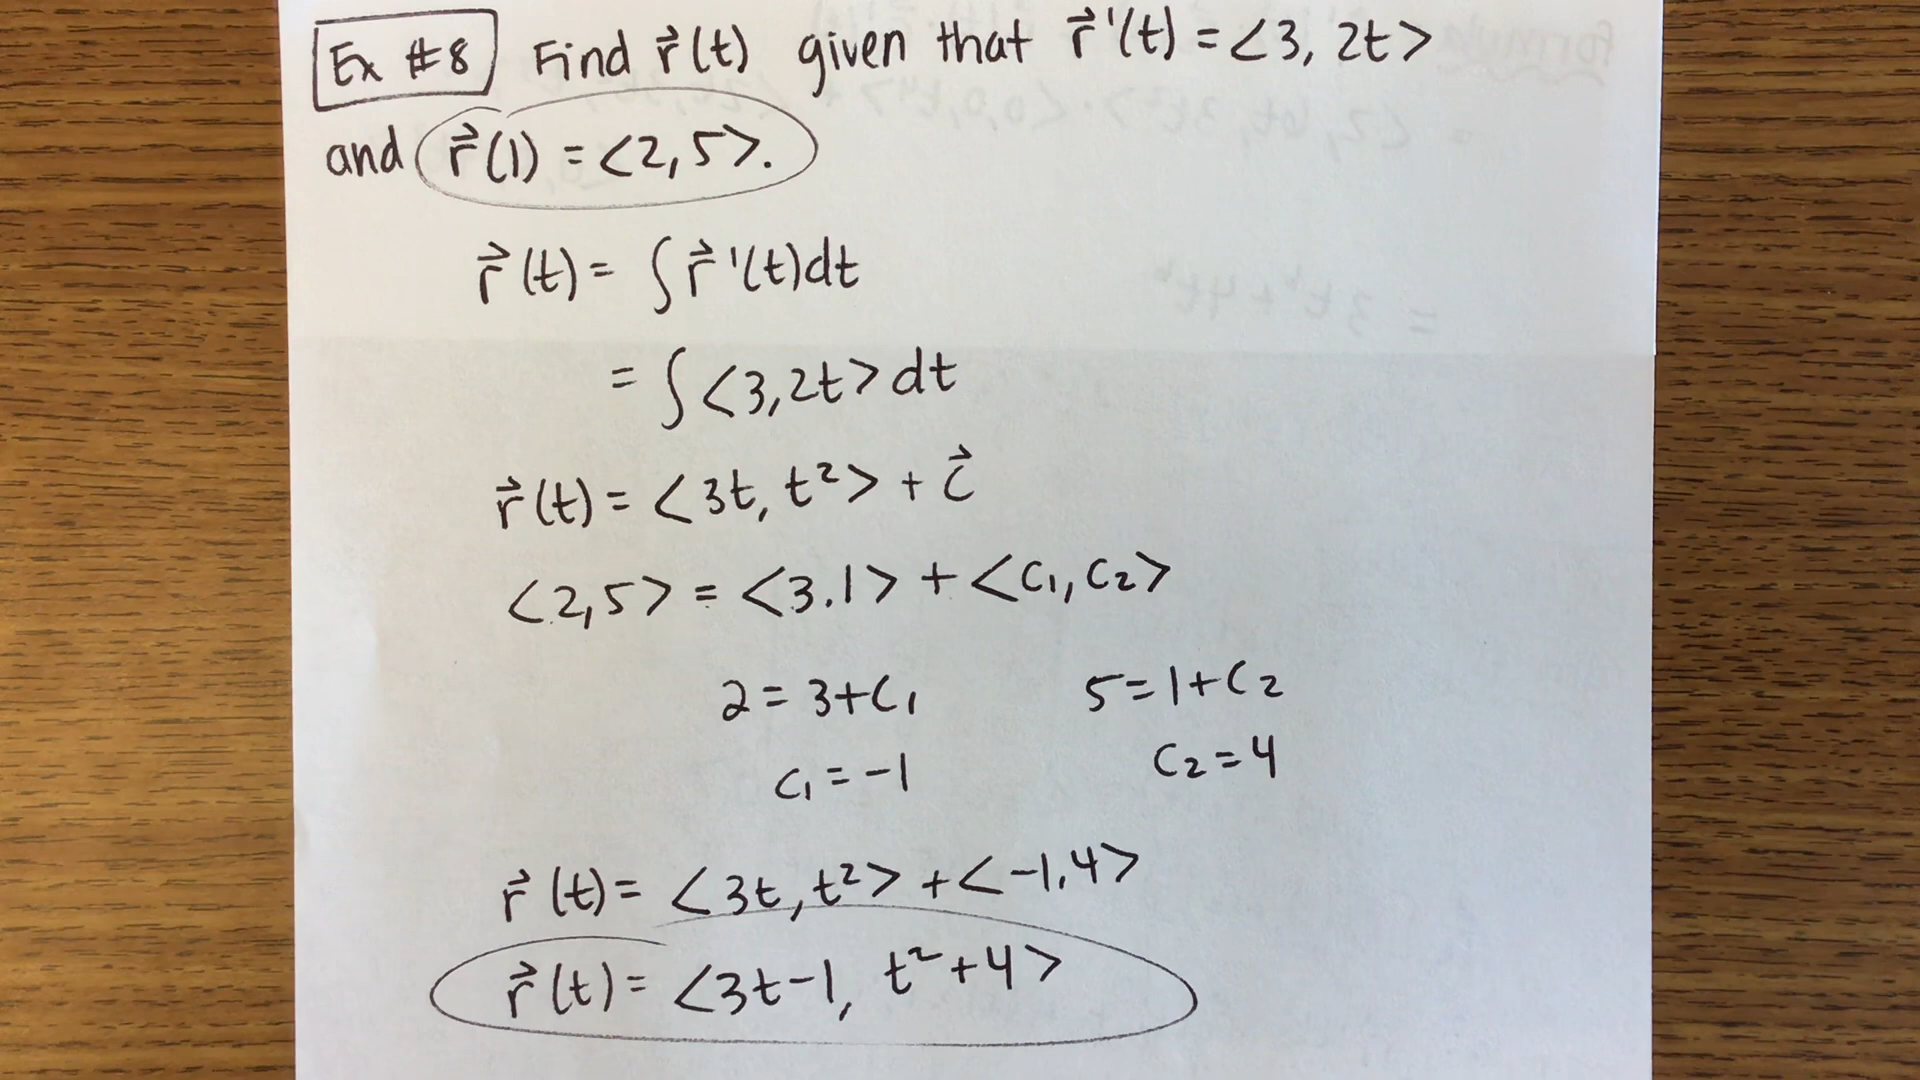 Ex #8 Find r⃗(t) given that r⃗'(t) = <3, 2t>
and r⃗(1) = <2,5>.
r⃗(t) = ∫ r⃗'(t)dt
= ∫ <3,2t> dt
r⃗(t) = <3t, t²> + c⃗
<2,5> = <3.1> + <c₁, c₂>
2 = 3+c₁ 5=1+c₂
c₁ = -1 c₂=4
r⃗(t) = <3t, t²> + <-1,4>
r⃗(t) = <3t-1, t²+4>